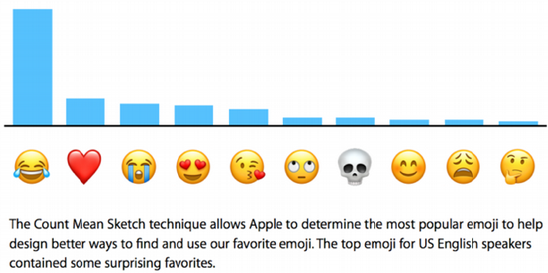 The Count Mean Sketch technique allows Apple to determine the most popular emoji to help
design better ways to find and use our favorite emoji. The top emoji for US English speakers
contained some surprising favorites.